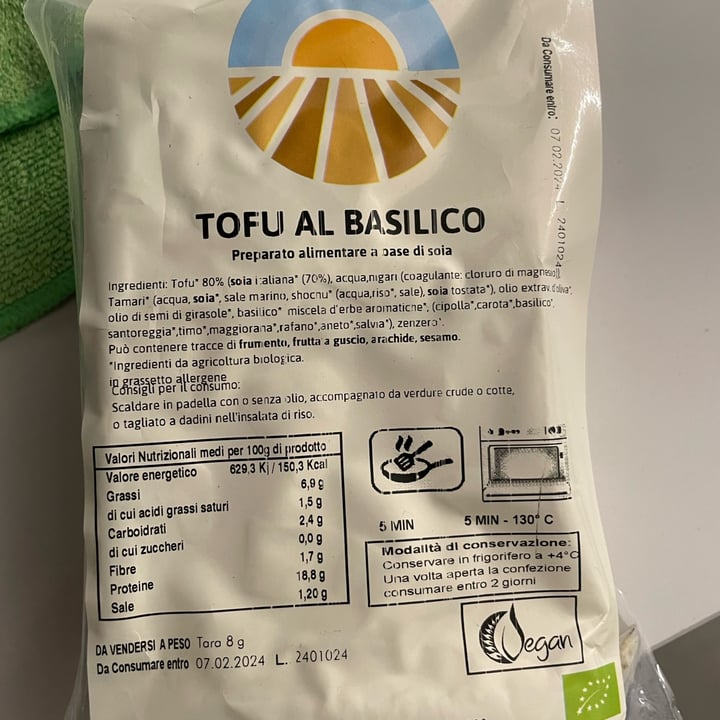 TOFU AL BASILICO
Preparato alimentare a base di soia
Ingredienti: Tofu* 80% (soia italiana* (70%), acqua,nigari (coagulante: cloruro di magnesio)),
Tamari* (acqua, soia*, sale marino, shochu* (acqua,riso*, sale), soia tostata*), olio extrav.d'oliva*,
olio di semi di girasole*, basilico* miscela d'erbe aromatiche*, (cipolla*,carota*,basilico*,
santoreggia*,timo*,maggiorana*,rafano*,aneto*,salvia*), zenzero*.
Può contenere tracce di frumento, frutta a guscio, arachide, sesamo.
*Ingredienti da agricoltura biologica.
in grassetto allergene
Consigli per il consumo:
Scaldare in padella con o senza olio, accompagnato da verdure crude o cotte,
o tagliato a dadini nell'insalata di riso.
Valori Nutrizionali medi per 100g di prodotto
Valore energetico 629,3 Kj / 150,3 Kcal
Grassi 6,9 g
di cui acidi grassi saturi 1,5 g
Carboidrati 2,4 g
di cui zuccheri 0,0 g
Fibre 1,7 g
Proteine 18,8 g
Sale 1,20 g
5 MIN
5 MIN - 130° C
Modalità di conservazione:
Conservare in frigorifero a +4°C
Una volta aperta la confezione
consumare entro 2 giorni
Vegan
DA VENDERSI A PESO Tara 8 g
Da Consumare entro 07.02.2024 L. 2401024
Da Consumare entro: 07 02.2024 L 2401024